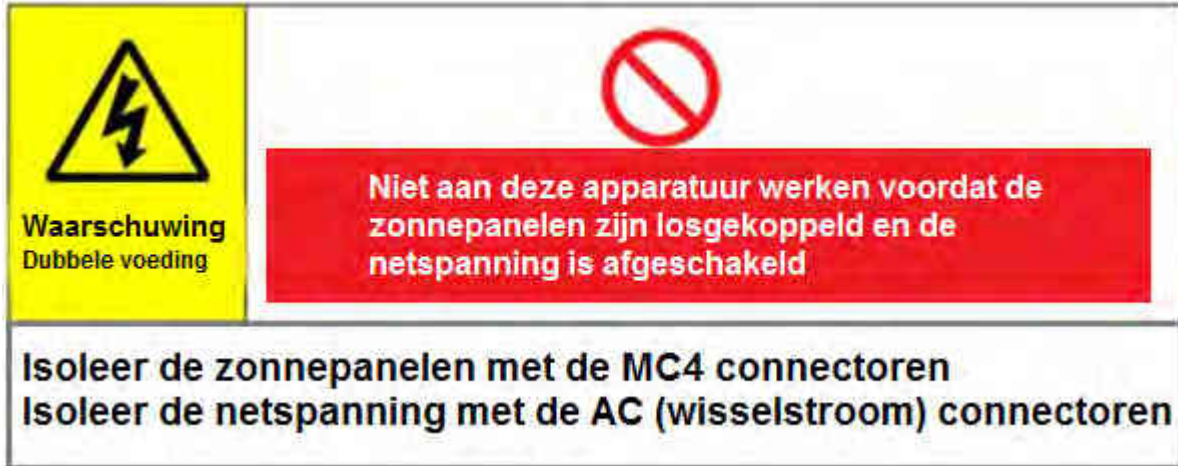 Waarschuwing
Dubbele voeding
Niet aan deze apparatuur werken voordat de
zonnepanelen zijn losgekoppeld en de
netspanning is afgeschakeld
Isoleer de zonnepanelen met de MC4 connectoren
Isoleer de netspanning met de AC (wisselstroom) connectoren